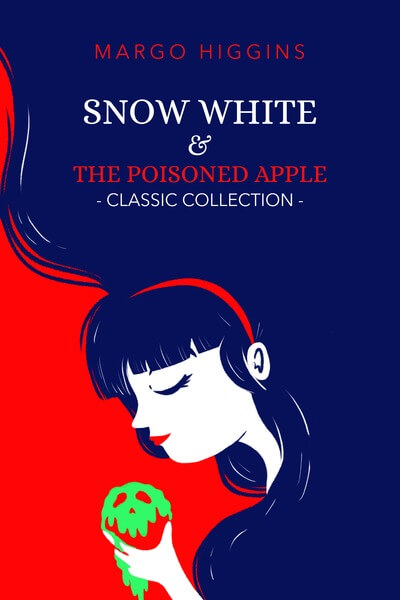 MARGO HIGGINS
SNOW WHITE
&
THE POISONED APPLE
- CLASSIC COLLECTION -